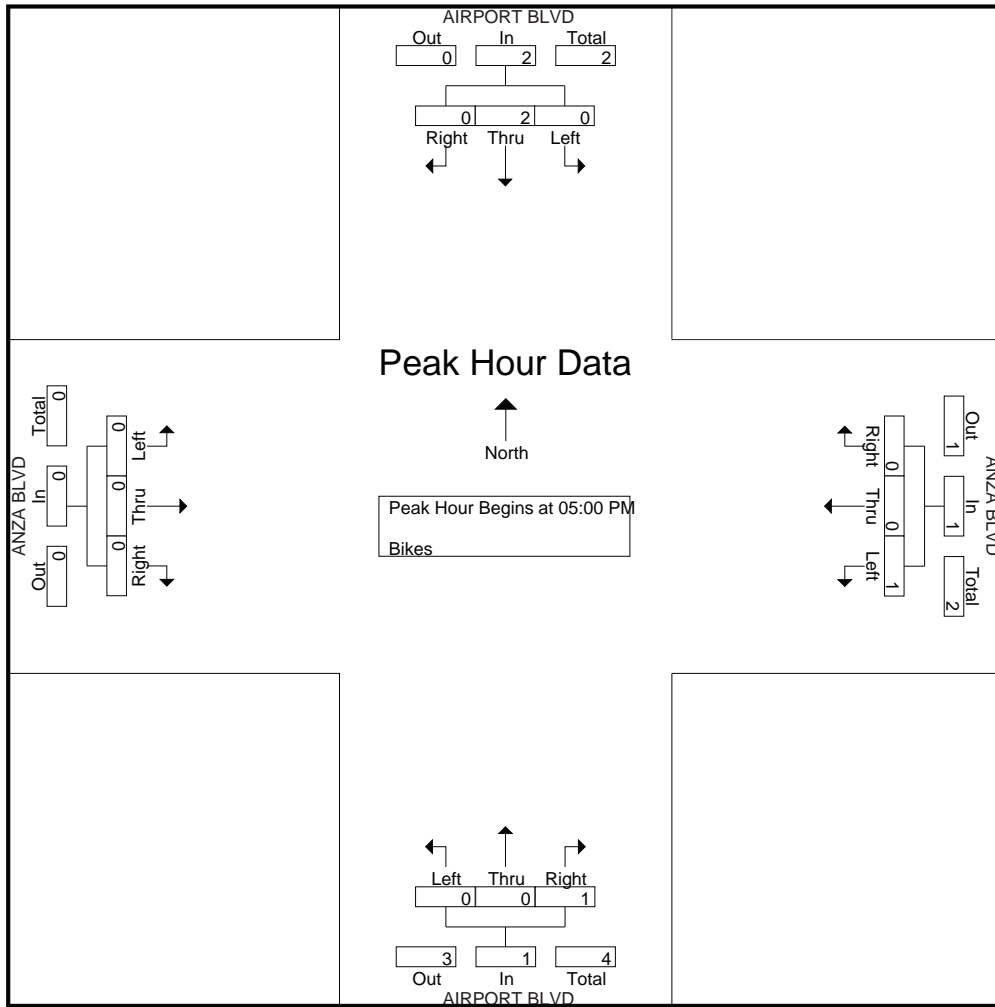 AIRPORT BLVD
Out In Total
0 2 2
0 2 0
Right Thru Left
Peak Hour Data
North
Peak Hour Begins at 05:00 PM
Bikes
ANZA BLVD
Out In Total
0 0 0
Left Thru Right
0 0 0
ANZA BLVD
Out In Total
1 1 2
Right Thru Left
0 0 1
Left Thru Right
0 0 1
3 1 4
Out In Total
AIRPORT BLVD